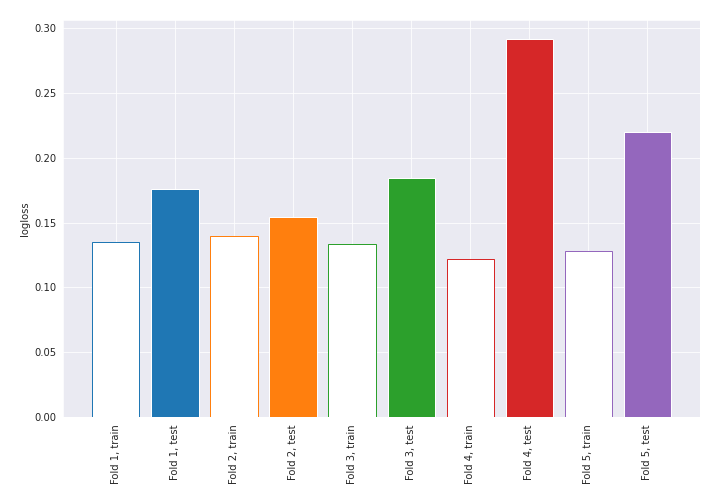 0.30
0.25
0.20
0.15
0.10
0.05
0.00
logloss
Fold 1, train
Fold 1, test
Fold 2, train
Fold 2, test
Fold 3, train
Fold 3, test
Fold 4, train
Fold 4, test
Fold 5, train
Fold 5, test